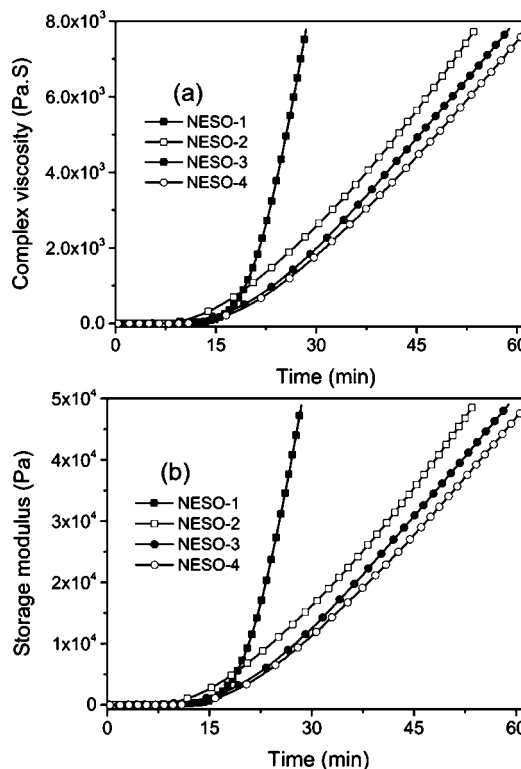 8.0x10³
6.0x10³
4.0x10³
2.0x10³
0.0
Complex viscosity (Pa.S)
(a)
NESO-1
NESO-2
NESO-3
NESO-4
0 15 30 45 60
Time (min)
5x10⁴
4x10⁴
3x10⁴
2x10⁴
1x10⁴
0
Storage modulus (Pa)
(b)
NESO-1
NESO-2
NESO-3
NESO-4
0 15 30 45 60
Time (min)